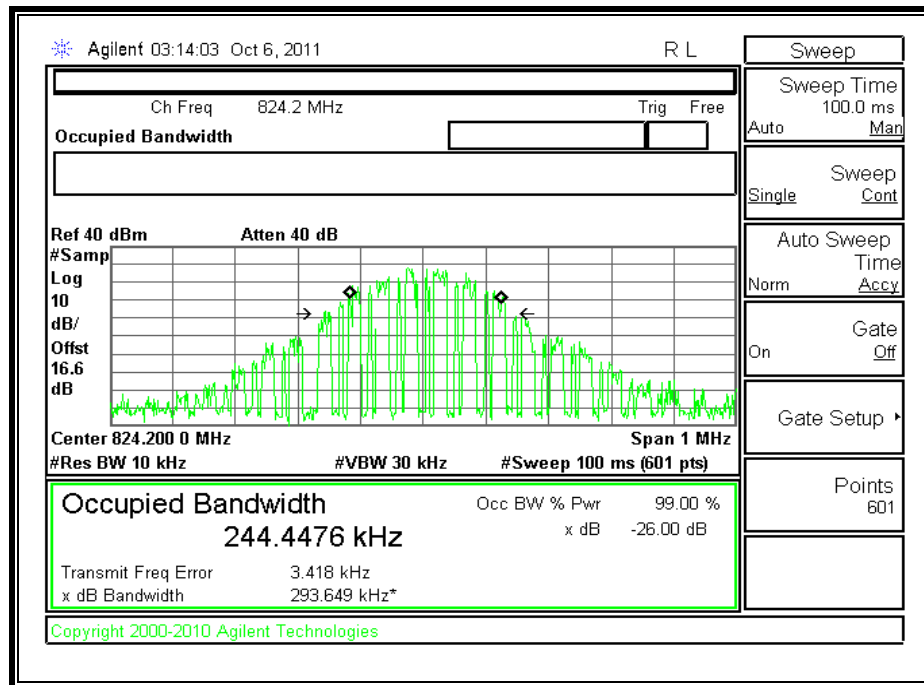 Agilent 03:14:03 Oct 6, 2011 R L
Ch Freq 824.2 MHz Trig Free
Occupied Bandwidth
Ref 40 dBm Atten 40 dB
#Samp
Log
10
dB/
Offst
16.6
dB
Center 824.200 0 MHz Span 1 MHz
#Res BW 10 kHz #VBW 30 kHz #Sweep 100 ms (601 pts)
Occupied Bandwidth
244.4476 kHz
Occ BW % Pwr 99.00 %
x dB -26.00 dB
Transmit Freq Error 3.418 kHz
x dB Bandwidth 293.649 kHz*
Copyright 2000-2010 Agilent Technologies
Sweep
Sweep Time
100.0 ms
Auto Man
Sweep
Single Cont
Auto Sweep
Time
Norm Accy
Gate
On Off
Gate Setup
Points
601